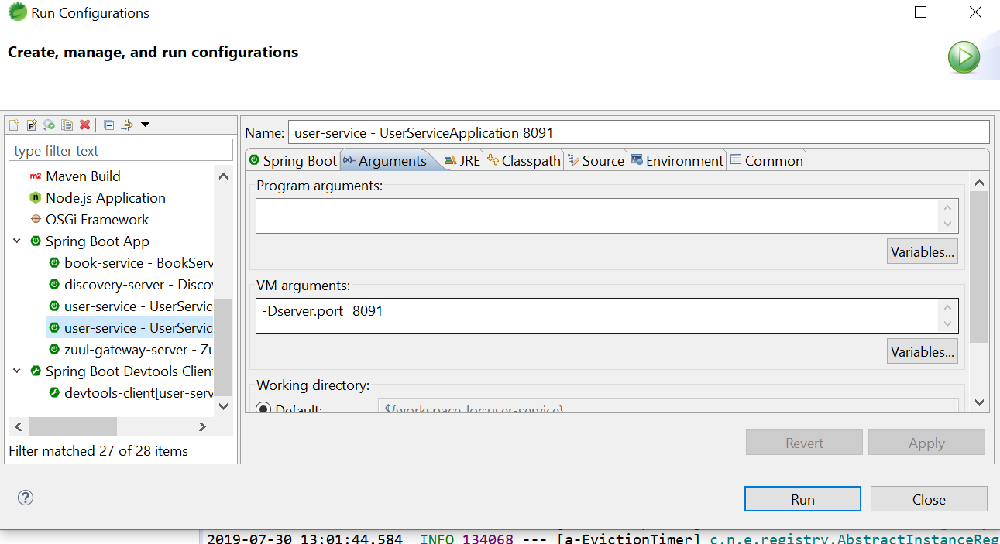 Run Configurations
Create, manage, and run configurations
type filter text
m2 Maven Build
n Node.js Application
OSGi Framework
Spring Boot App
book-service - BookServ
discovery-server - Disco
user-service - UserServic
user-service - UserServic
zuul-gateway-server - Zu
Spring Boot Devtools Client
devtools-client[user-serv
Filter matched 27 of 28 items
Name: user-service - UserServiceApplication 8091
Spring Boot (x)= Arguments JRE Classpath Source Environment Common
Program arguments:
Variables...
VM arguments:
-Dserver.port=8091
Variables...
Working directory:
Default: ${workspace_loc:user-service}
Revert Apply
? Run Close
2019-07-30 13:01:44.584 INFO 134068 --- [a-EvictionTimer] c.n.e.registry.AbstractInstanceReg